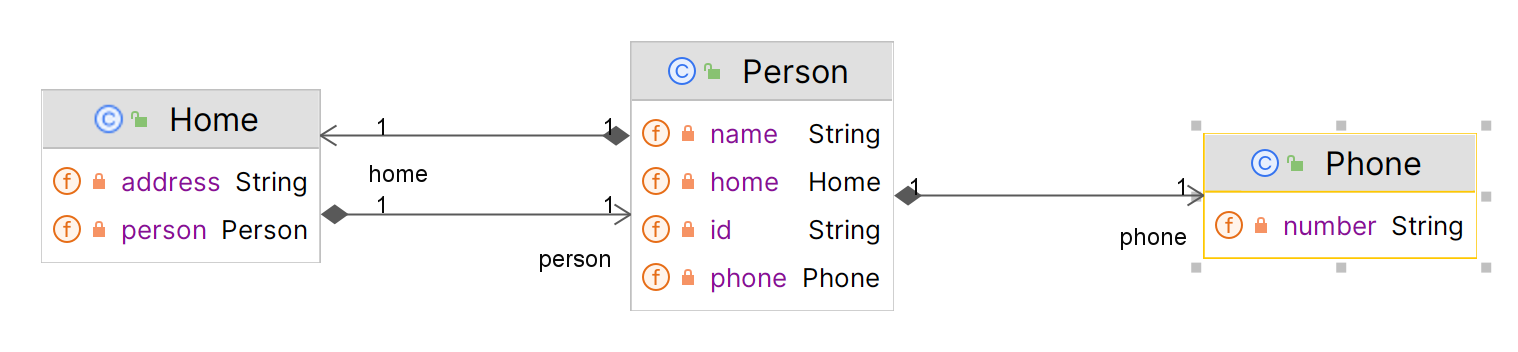 C Home
f address String
f person Person
1 1
home
1 1
person
C Person
f name String
f home Home
f id String
f phone Phone
1 1
phone
C Phone
f number String